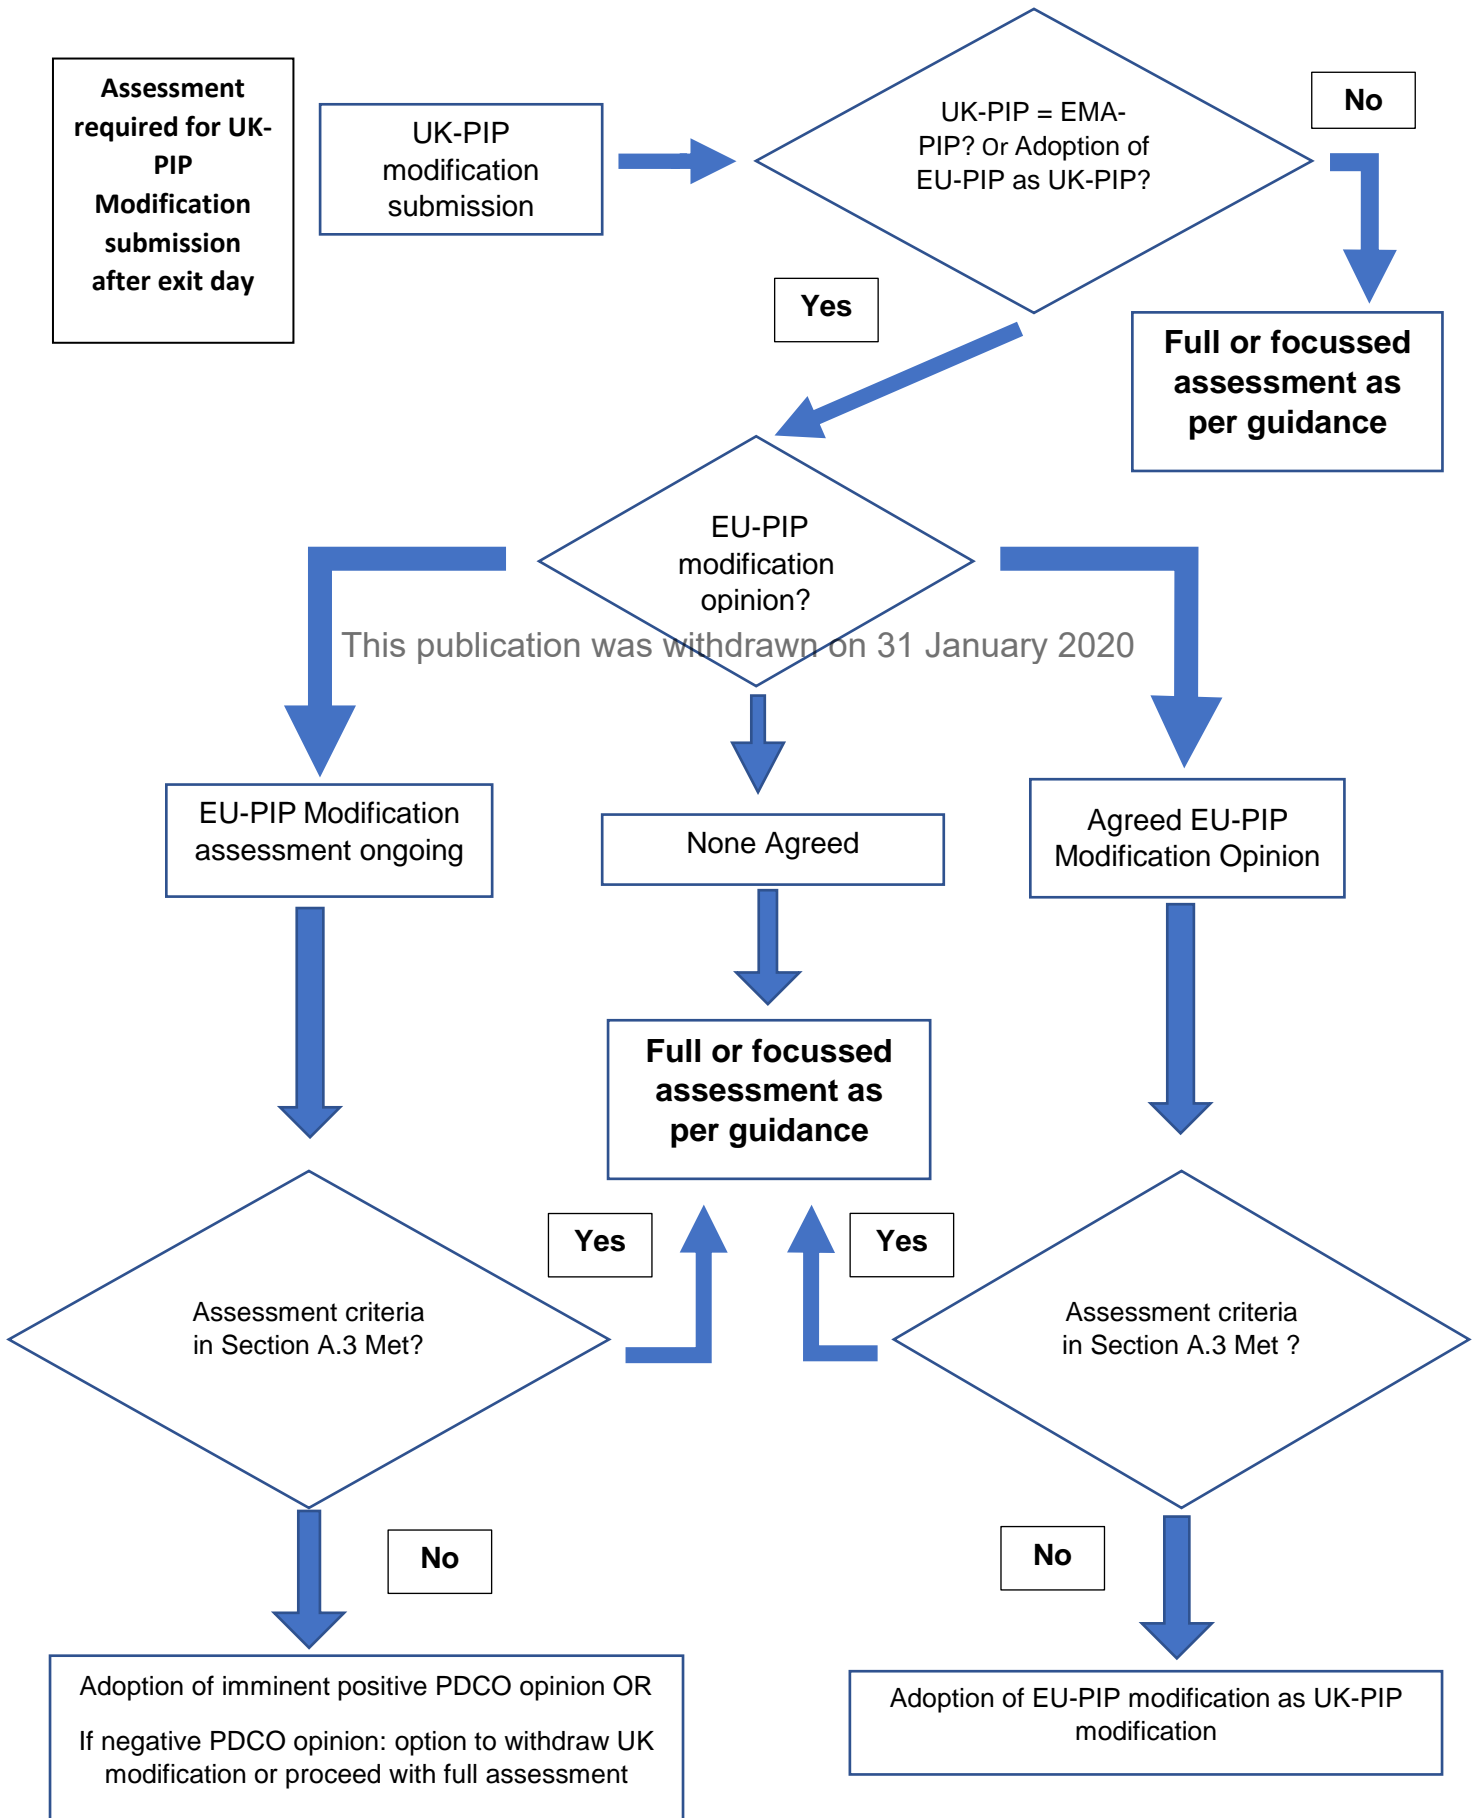 Assessment
required for UK-
PIP
Modification
submission
after exit day
UK-PIP
modification
submission
UK-PIP = EMA-
PIP? Or Adoption of
EU-PIP as UK-PIP?
No
Yes
Full or focussed
assessment as
per guidance
EU-PIP
modification
opinion?
This publication was withdrawn on 31 January 2020
EU-PIP Modification
assessment ongoing
None Agreed
Agreed EU-PIP
Modification Opinion
Full or focussed
assessment as
per guidance
Yes
Yes
Assessment criteria
in Section A.3 Met?
Assessment criteria
in Section A.3 Met ?
No
No
Adoption of imminent positive PDCO opinion OR
If negative PDCO opinion: option to withdraw UK
modification or proceed with full assessment
Adoption of EU-PIP modification as UK-PIP
modification